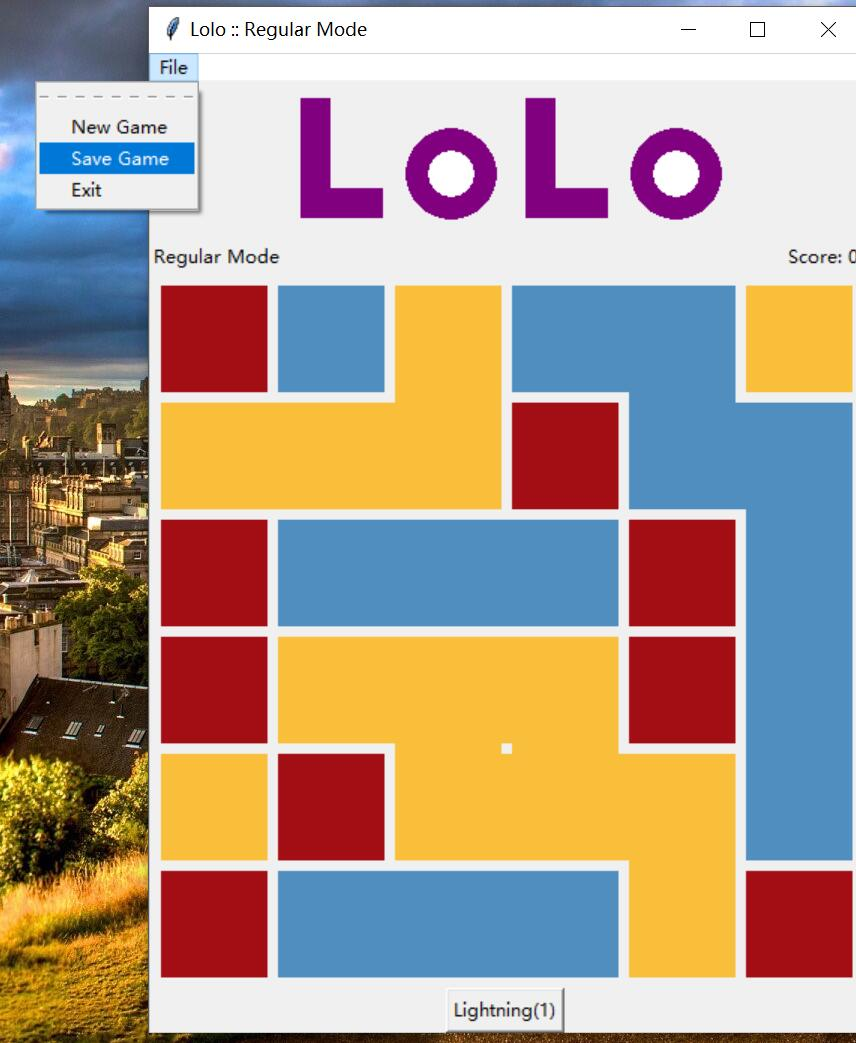 Lolo :: Regular Mode
File
New Game
Save Game
Exit
LoLo
Regular Mode
Score: 0
Lightning(1)